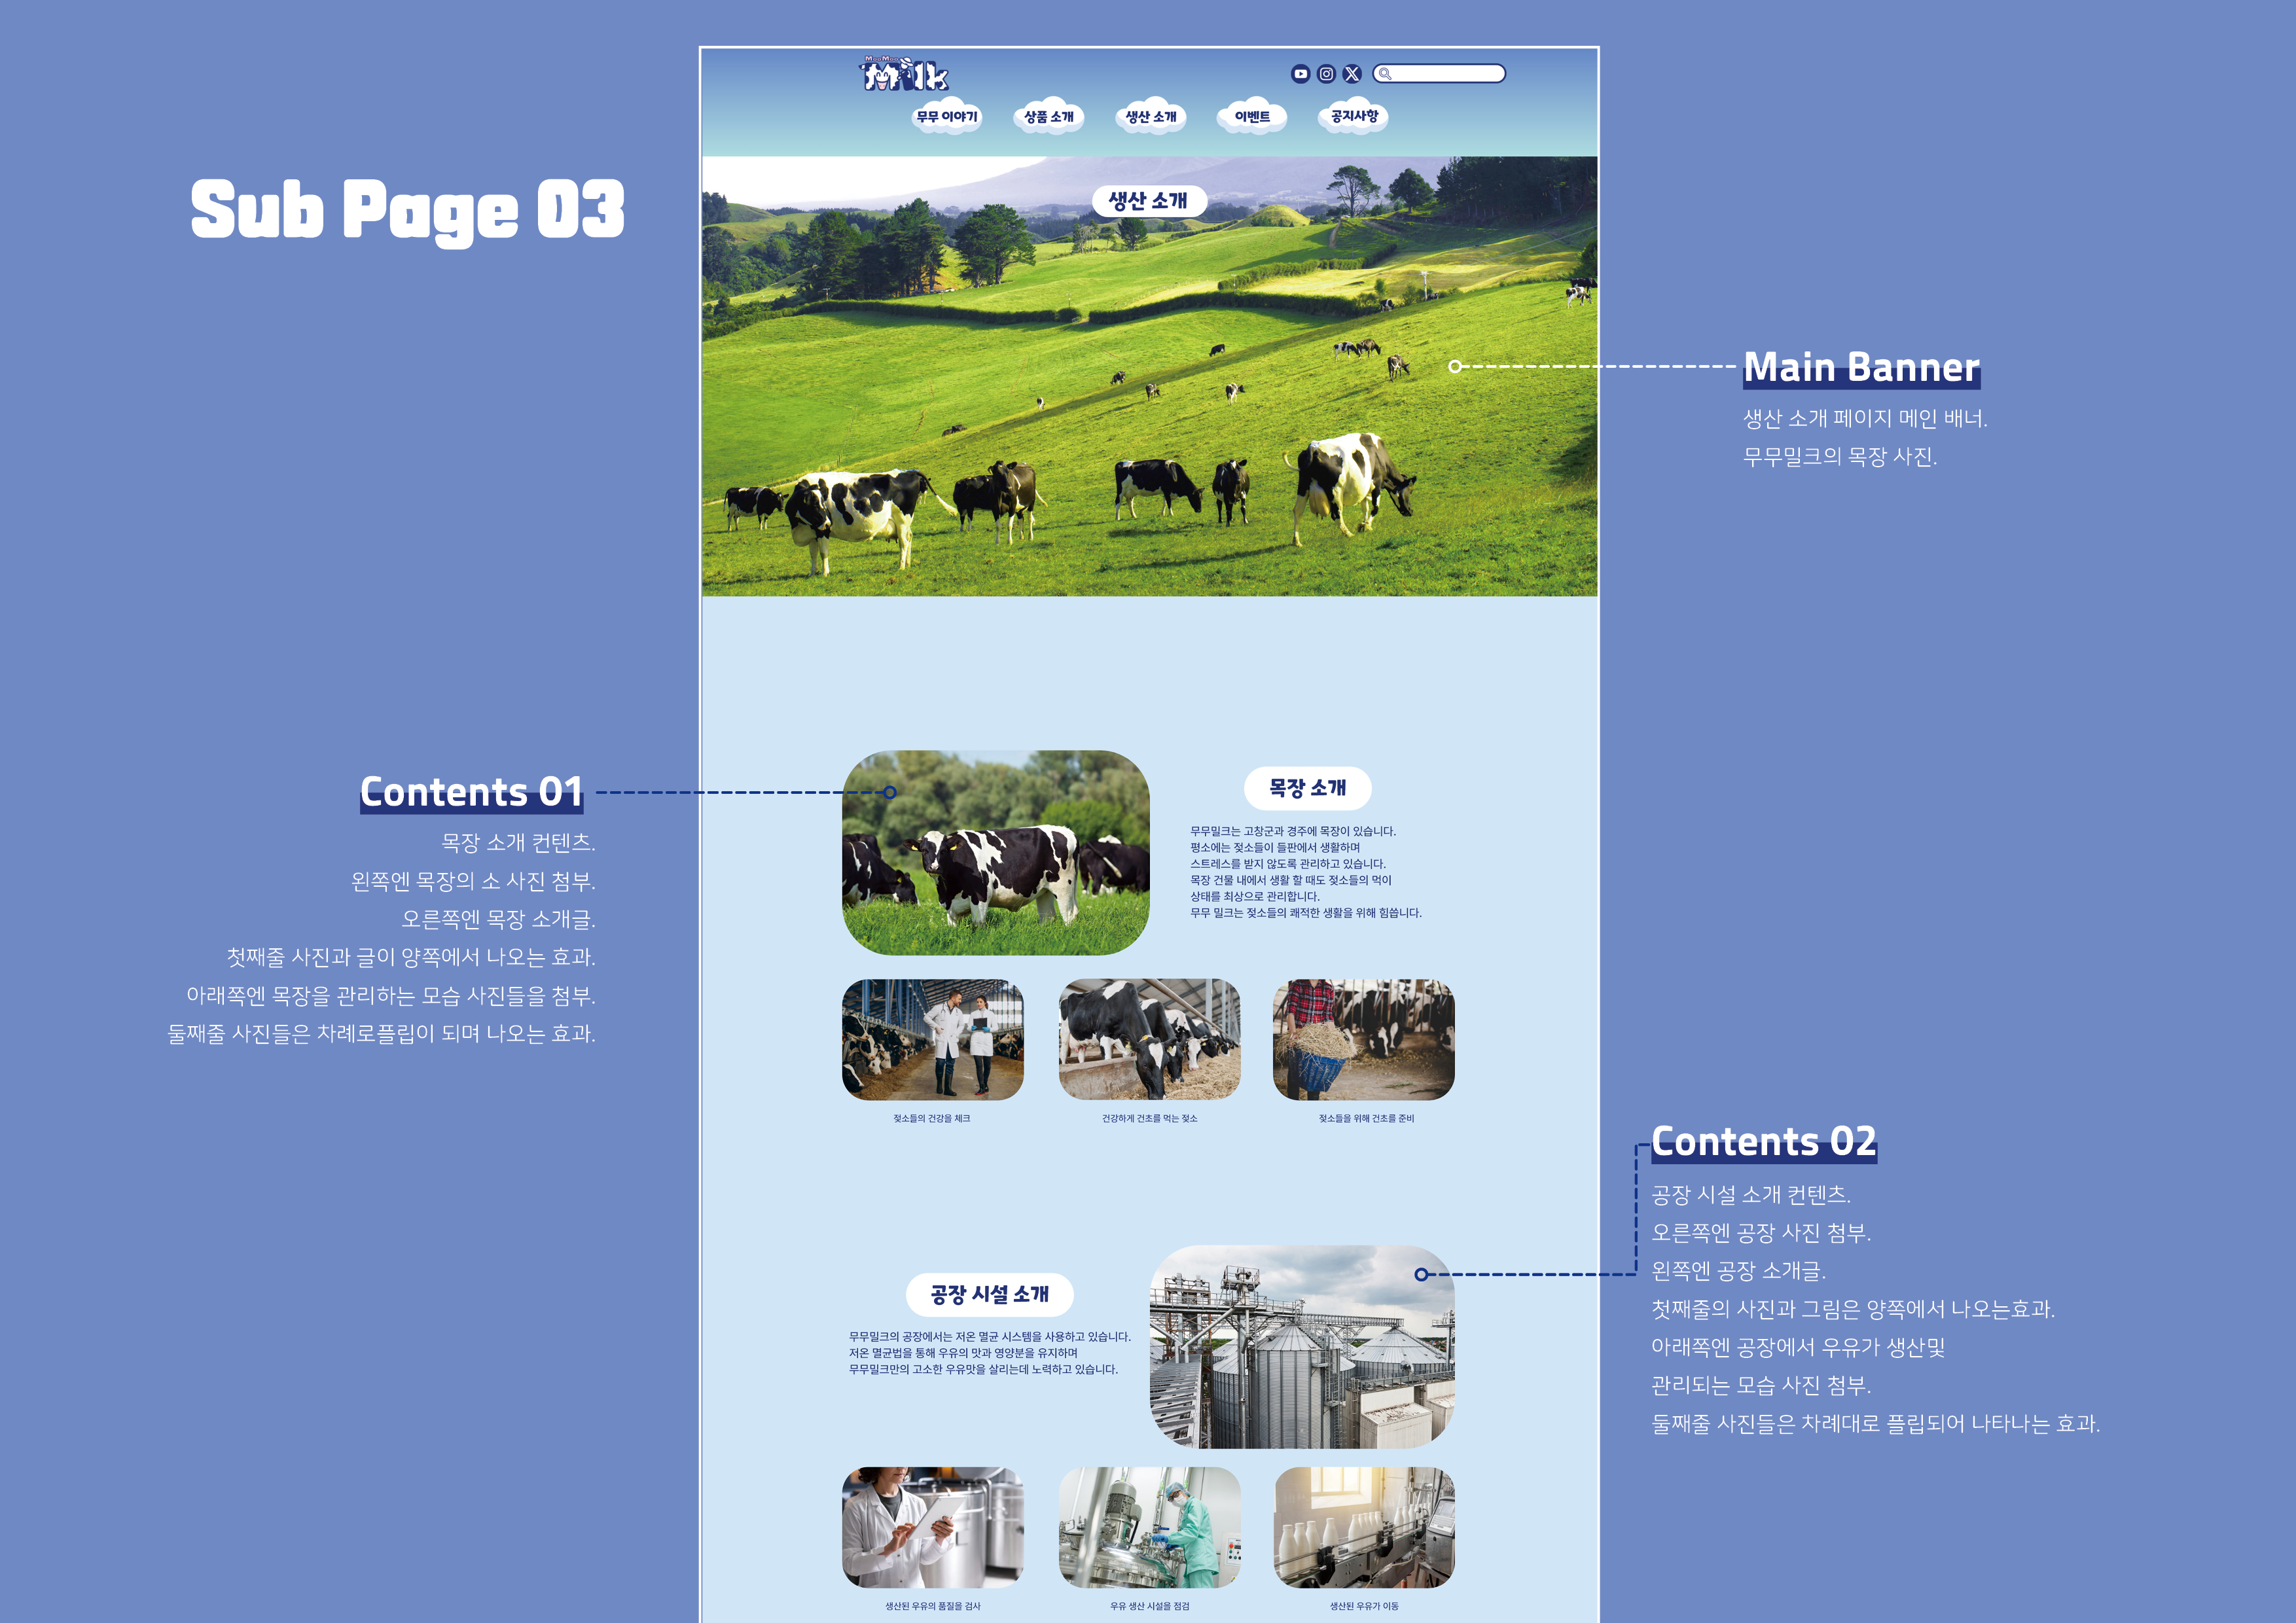 Sub Page 03
MooMoo
Milk
무무 이야기
상품 소개
생산 소개
이벤트
공지사항
생산 소개
Main Banner
생산 소개 페이지 메인 배너.
무무밀크의 목장 사진.
Contents 01
목장 소개 컨텐츠.
왼쪽엔 목장의 소 사진 첨부.
오른쪽엔 목장 소개글.
첫째줄 사진과 글이 양쪽에서 나오는 효과.
아래쪽엔 목장을 관리하는 모습 사진들을 첨부.
둘째줄 사진들은 차례로플립이 되며 나오는 효과.
목장 소개
무무밀크는 고창군과 경주에 목장이 있습니다.
평소에는 젖소들이 들판에서 생활하며
스트레스를 받지 않도록 관리하고 있습니다.
목장 건물 내에서 생활 할 때도 젖소들의 먹이
상태를 최상으로 관리합니다.
무무 밀크는 젖소들의 쾌적한 생활을 위해 힘씁니다.
젖소들의 건강을 체크
건강하게 건초를 먹는 젖소
젖소들을 위해 건초를 준비
Contents 02
공장 시설 소개 컨텐츠.
오른쪽엔 공장 사진 첨부.
왼쪽엔 공장 소개글.
첫째줄의 사진과 그림은 양쪽에서 나오는효과.
아래쪽엔 공장에서 우유가 생산및
관리되는 모습 사진 첨부.
둘째줄 사진들은 차례대로 플립되어 나타나는 효과.
공장 시설 소개
무무밀크의 공장에서는 저온 멸균 시스템을 사용하고 있습니다.
저온 멸균법을 통해 우유의 맛과 영양분을 유지하며
무무밀크만의 고소한 우유맛을 살리는데 노력하고 있습니다.
생산된 우유의 품질을 검사
우유 생산 시설을 점검
생산된 우유가 이동